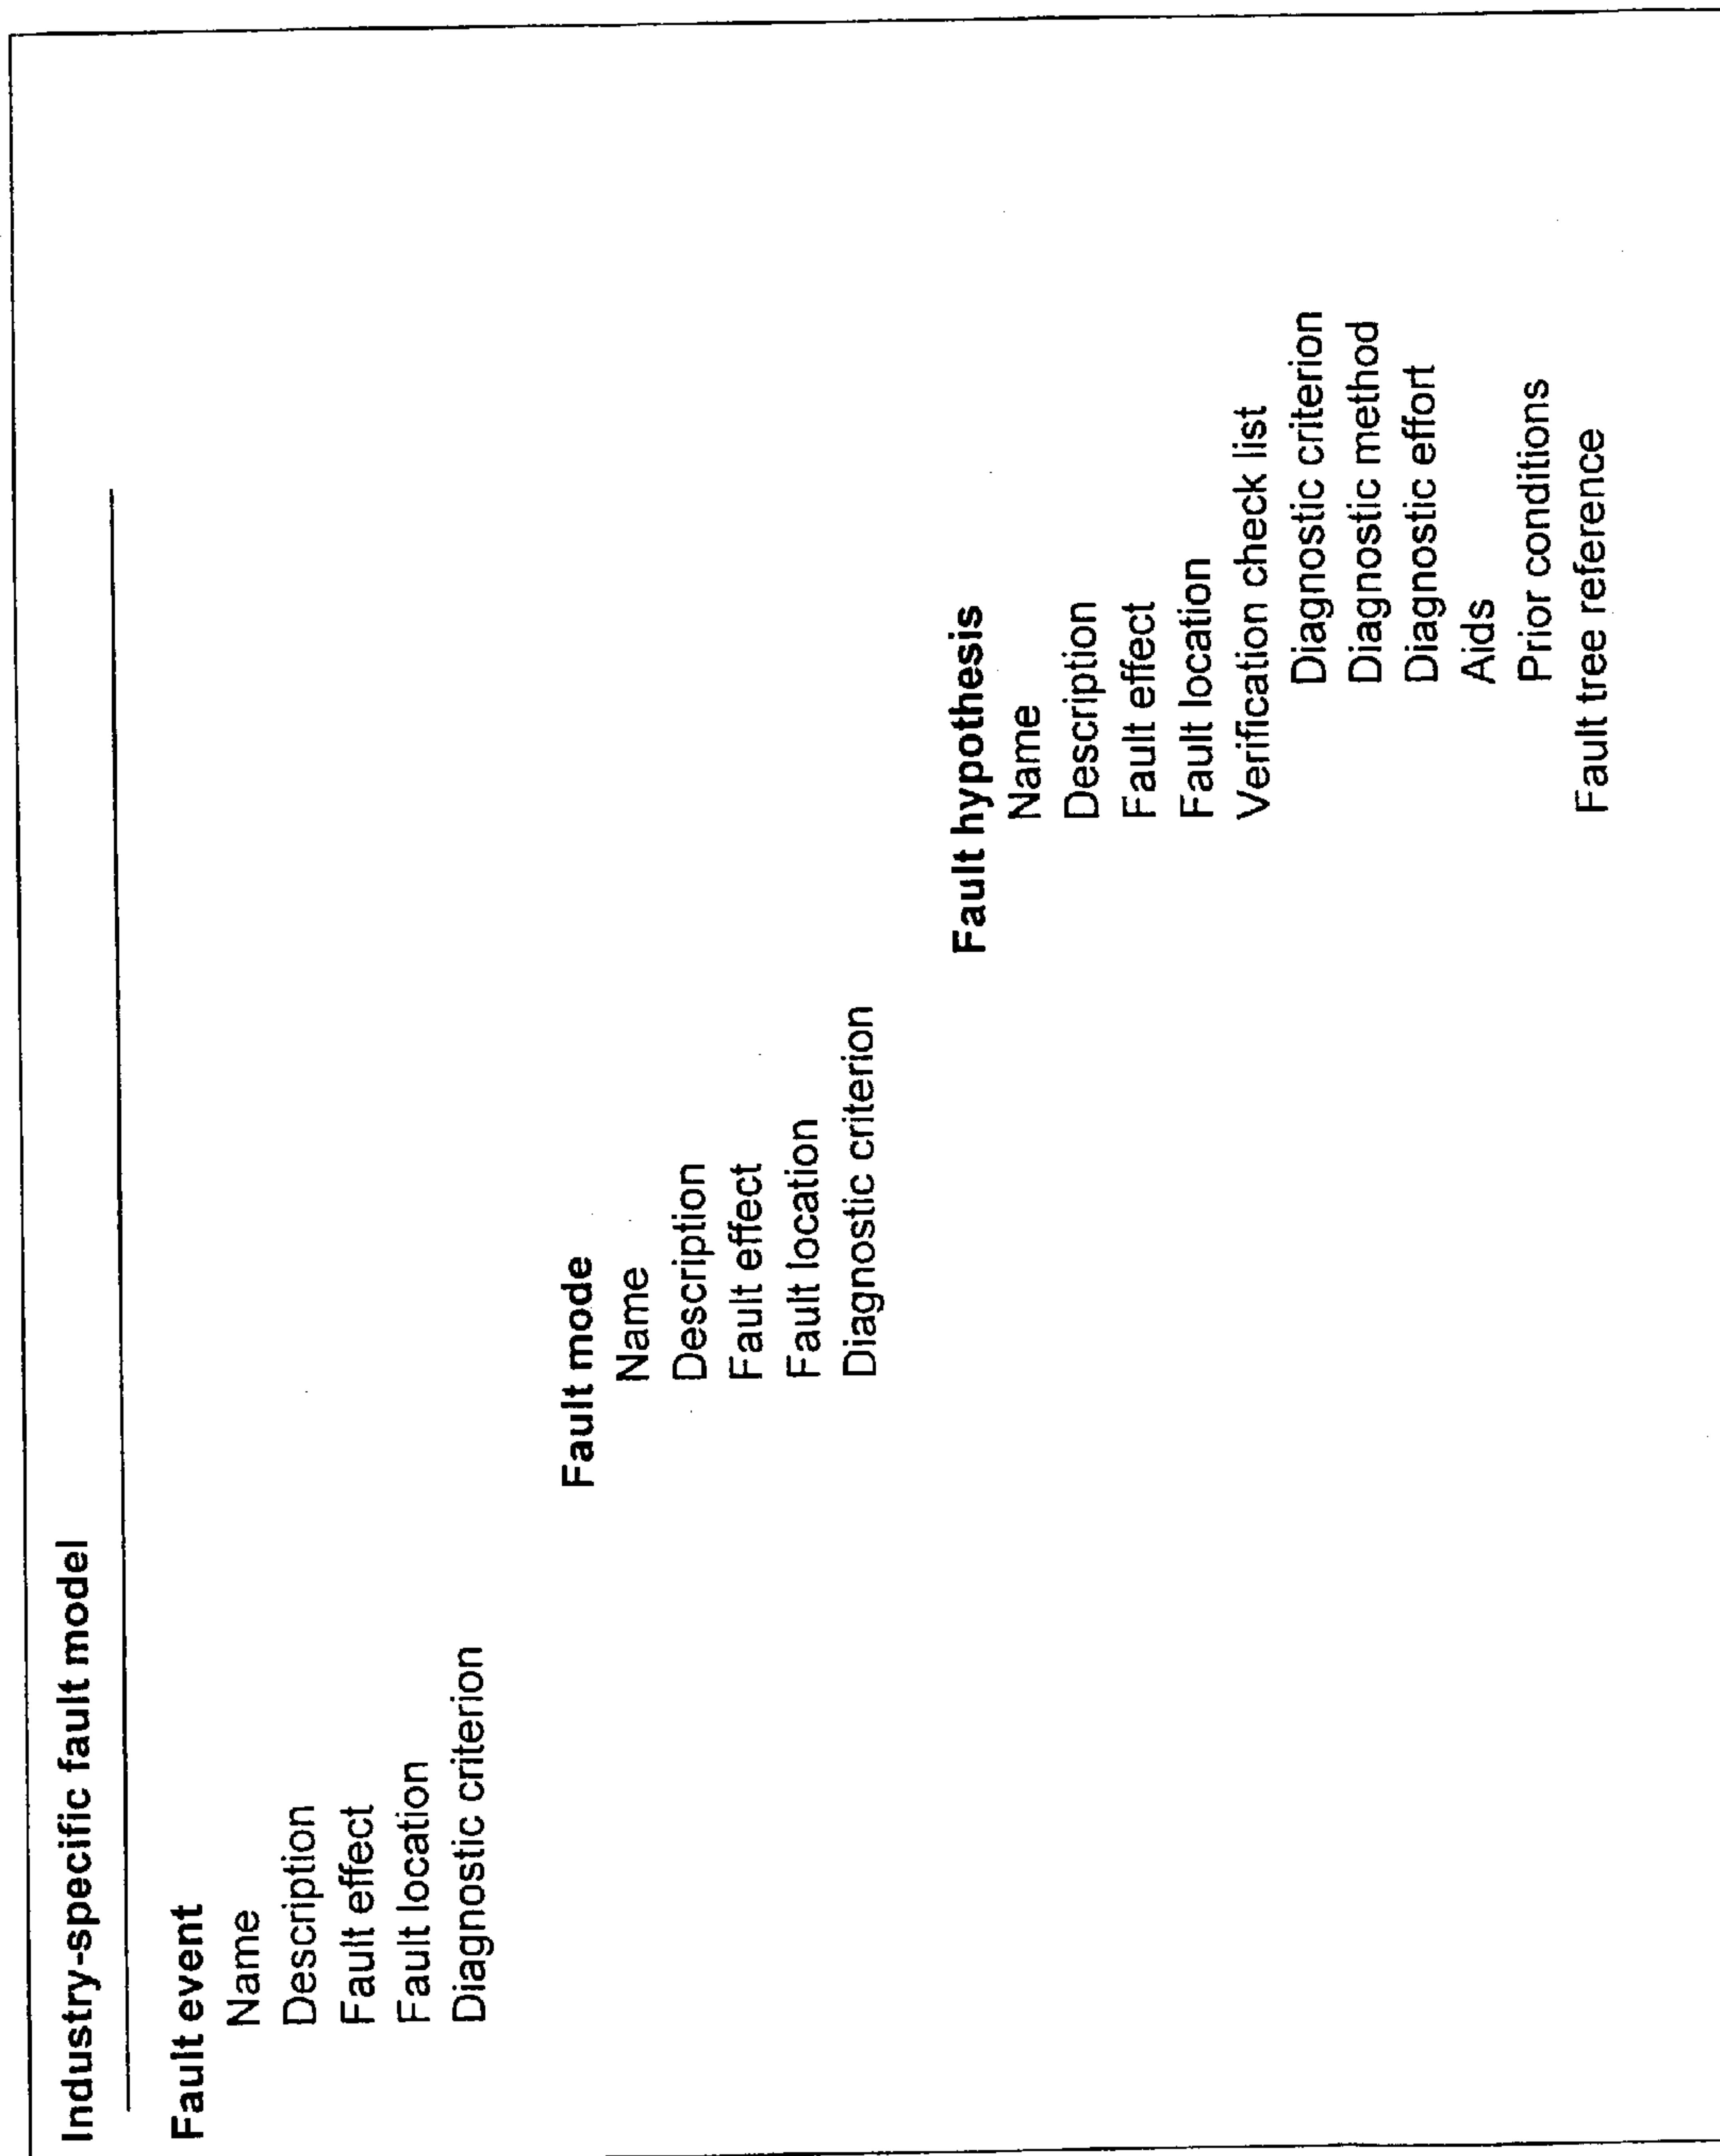 Industry-specific fault model
Fault event
Name
Description
Fault effect
Fault location
Diagnostic criterion
Fault mode
Name
Description
Fault effect
Fault location
Diagnostic criterion
Fault hypothesis
Name
Description
Fault effect
Fault location
Verification check list
Diagnostic criterion
Diagnostic method
Diagnostic effort
Aids
Prior conditions
Fault tree reference